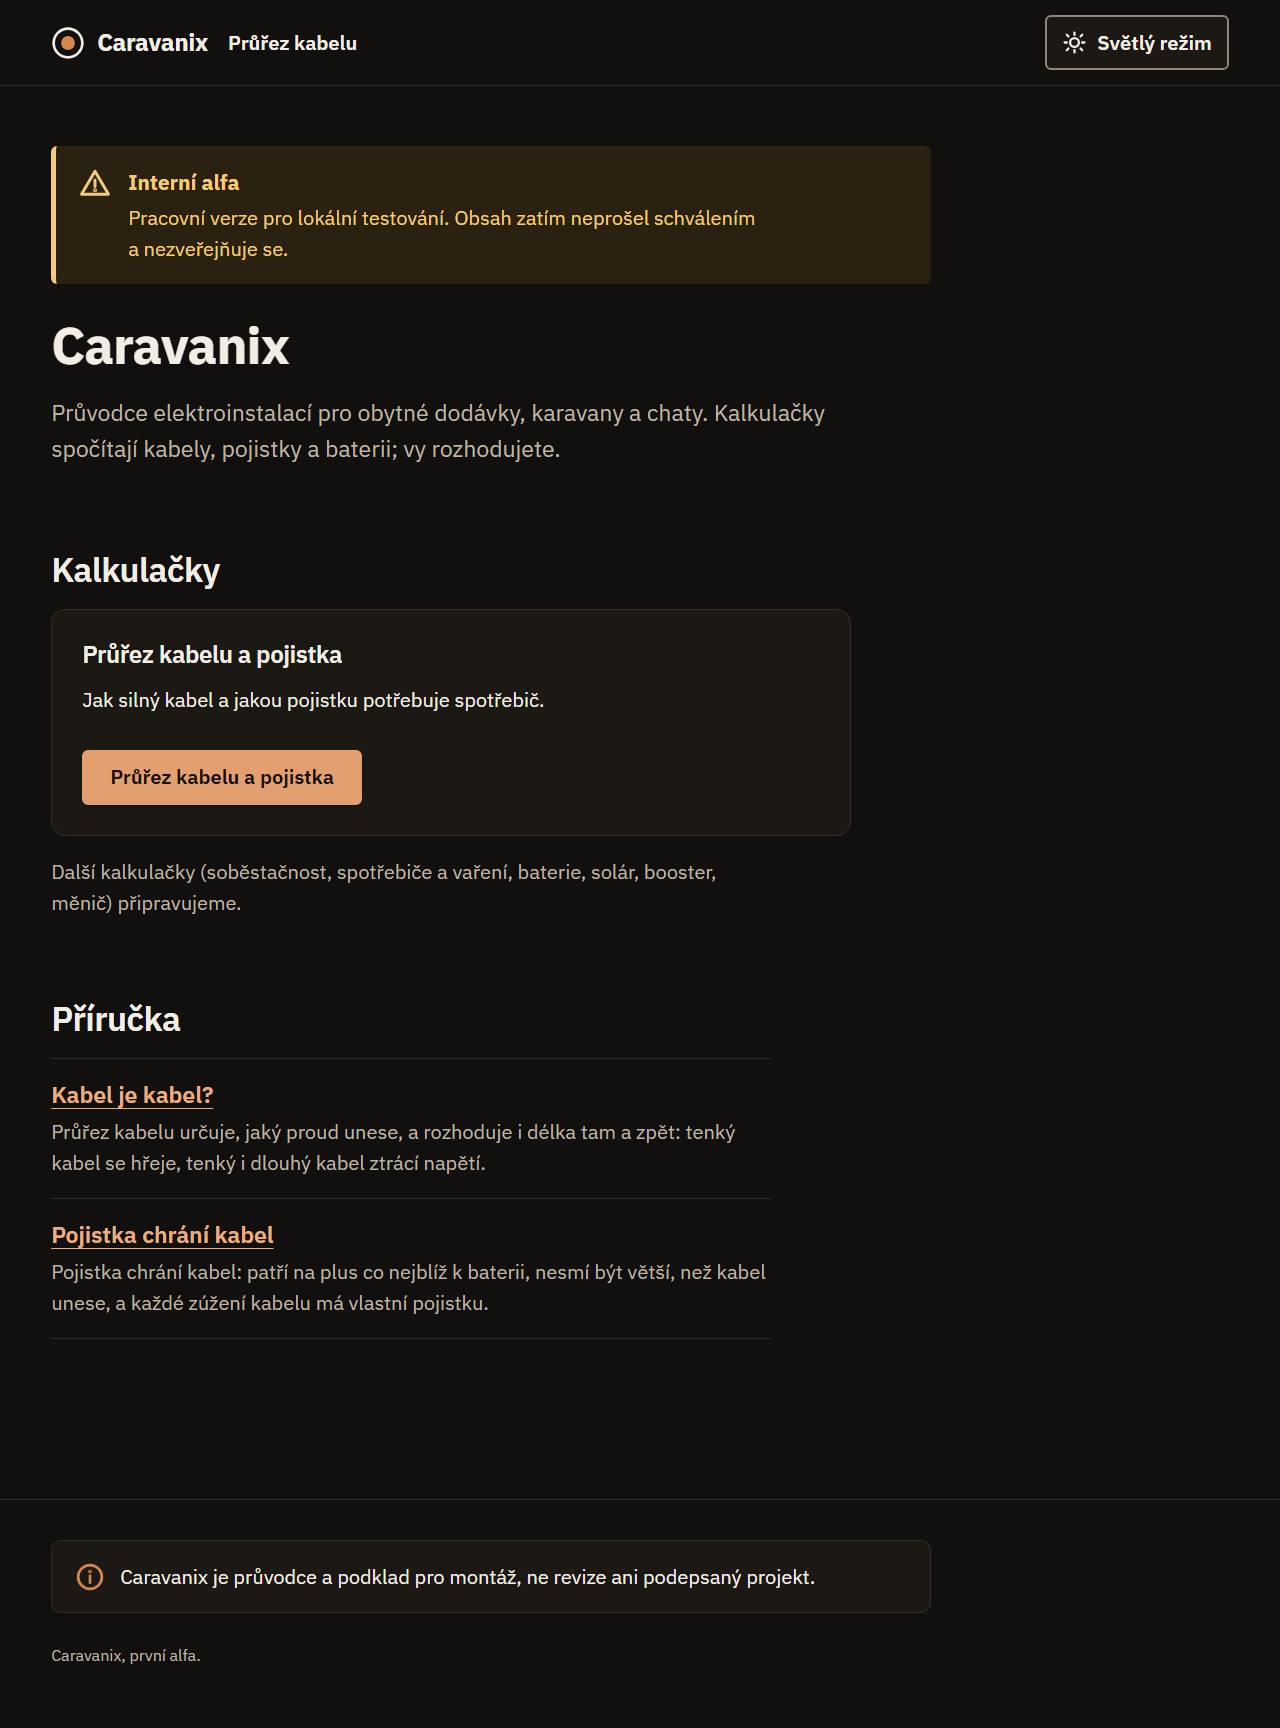 Caravanix Průřez kabelu Světlý režim
Interní alfa
Pracovní verze pro lokální testování. Obsah zatím neprošel schválením
a nezveřejňuje se.
Caravanix
Průvodce elektroinstalací pro obytné dodávky, karavany a chaty. Kalkulačky
spočítají kabely, pojistky a baterii; vy rozhodujete.
Kalkulačky
Průřez kabelu a pojistka
Jak silný kabel a jakou pojistku potřebuje spotřebič.
Průřez kabelu a pojistka
Další kalkulačky (soběstačnost, spotřebiče a vaření, baterie, solár, booster,
měnič) připravujeme.
Příručka
Kabel je kabel?
Průřez kabelu určuje, jaký proud unese, a rozhoduje i délka tam a zpět: tenký
kabel se hřeje, tenký i dlouhý kabel ztrácí napětí.
Pojistka chrání kabel
Pojistka chrání kabel: patří na plus co nejblíž k baterii, nesmí být větší, než kabel
unese, a každé zúžení kabelu má vlastní pojistku.
Caravanix je průvodce a podklad pro montáž, ne revize ani podepsaný projekt.
Caravanix, první alfa.